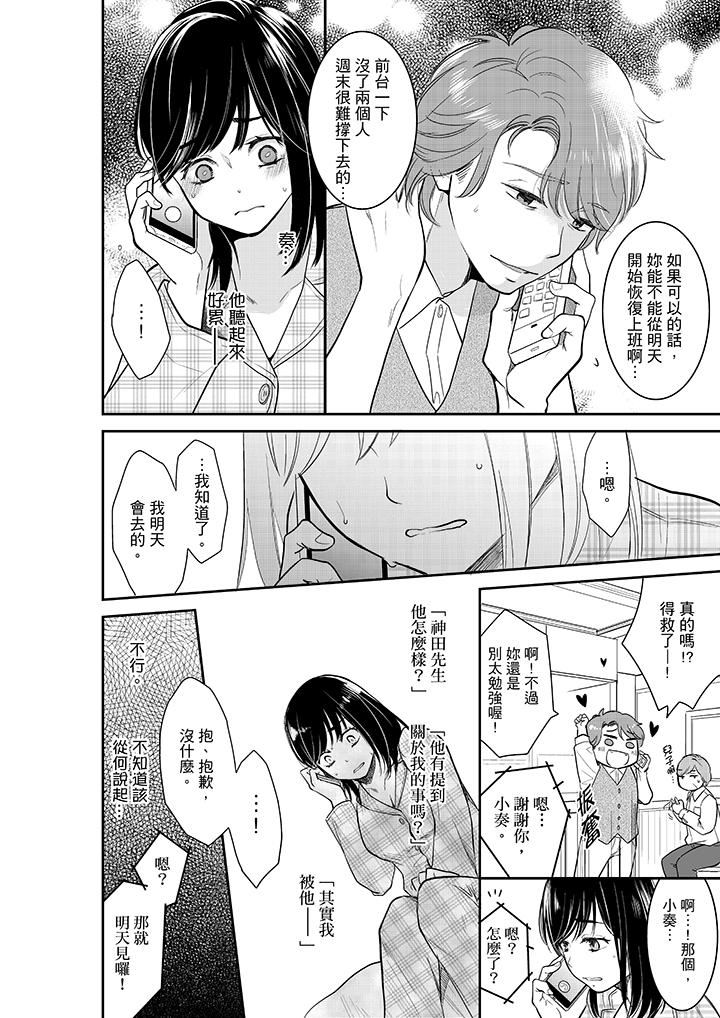 如果可以的話，
妳能不能從明天
開始恢復上班啊…
前台一下
沒了兩個人
週末很難撐下去的…
奏…
他聽起來
好累——
…！
…嗯。
…我知道了。
我明天
會去的。
真的嗎!?
得救了——！
啊！不過
妳還是
別太勉強喔！
兒子啊…
振奮
嗯…
謝謝你，
小奏。
啊…！那個，
小奏…
嗯？
怎麼了？
「神田先生
他怎麼樣？」
「他有提到
關於我的事嗎？」
「其實我
被他——」
…！
抱、抱歉，
沒什麼。
不行。
不知道該
從何說起…
嗯？
那就
明天見囉！